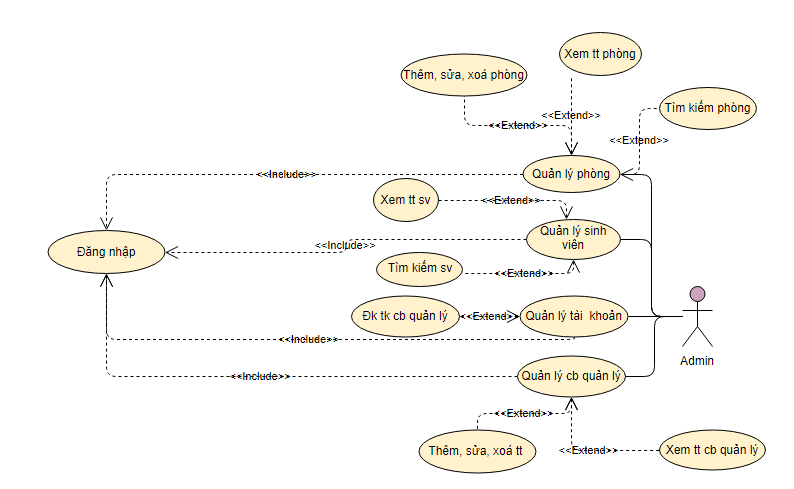 Xem tt phòng
Thêm, sửa, xoá phòng
Tìm kiếm phòng
<<Extend>>
<<Extend>>
<<Extend>>
<<Include>>
Quản lý phòng
Xem tt sv
<<Extend>>
Quản lý sinh
viên
<<Include>>
Đăng nhập
Tìm kiếm sv
<<Extend>>
Đk tk cb quản lý
<<Extend>>
Quản lý tài khoản
<<Include>>
Admin
<<Include>>
Quản lý cb quản lý
<<Extend>>
Thêm, sửa, xoá tt
<<Extend>>
Xem tt cb quản lý